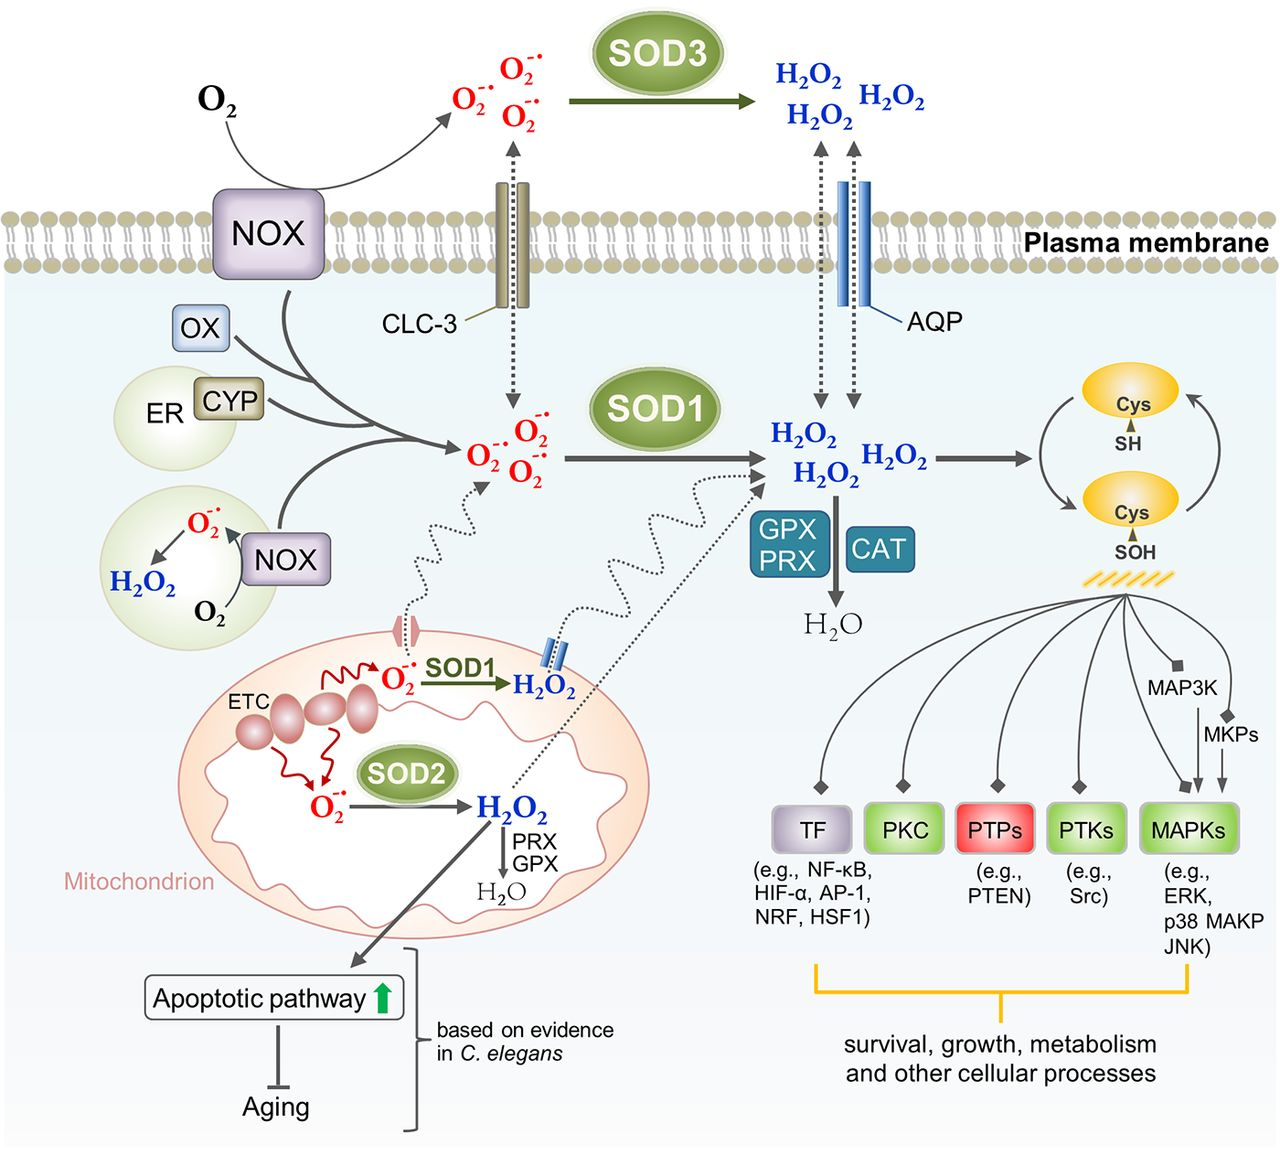 SOD3
O₂
O₂⁻·
O₂⁻·
O₂⁻·
H₂O₂
H₂O₂
H₂O₂
NOX
Plasma membrane
CLC-3
AQP
OX
ER
CYP
SOD1
O₂⁻·
O₂⁻·
O₂⁻·
H₂O₂
H₂O₂
H₂O₂
Cys
SH
Cys
SOH
O₂⁻·
H₂O₂
O₂
NOX
GPX
PRX
CAT
H₂O
ETC
O₂⁻·
SOD1
H₂O₂
O₂⁻·
SOD2
H₂O₂
PRX
GPX
H₂O
Mitochondrion
MAP3K
MKPs
TF
PKC
PTPs
PTKs
MAPKs
(e.g., NF-κB,
HIF-α, AP-1,
NRF, HSF1)
(e.g.,
PTEN)
(e.g.,
Src)
(e.g.,
ERK,
p38 MAKP
JNK)
Apoptotic pathway
Aging
based on evidence
in C. elegans
survival, growth, metabolism
and other cellular processes